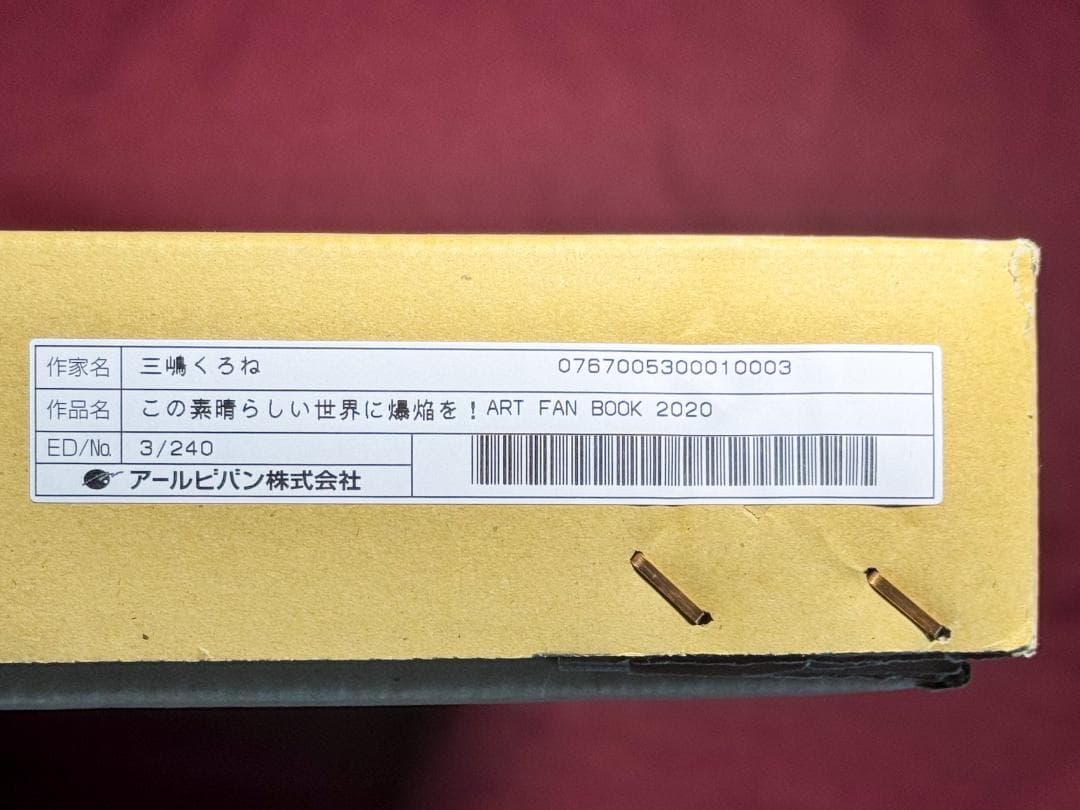 作家名 三嶋くろね 0767005300010003
作品名 この素晴らしい世界に爆焔を!ART FAN BOOK 2020
ED/No. 3/240
アールビバン株式会社